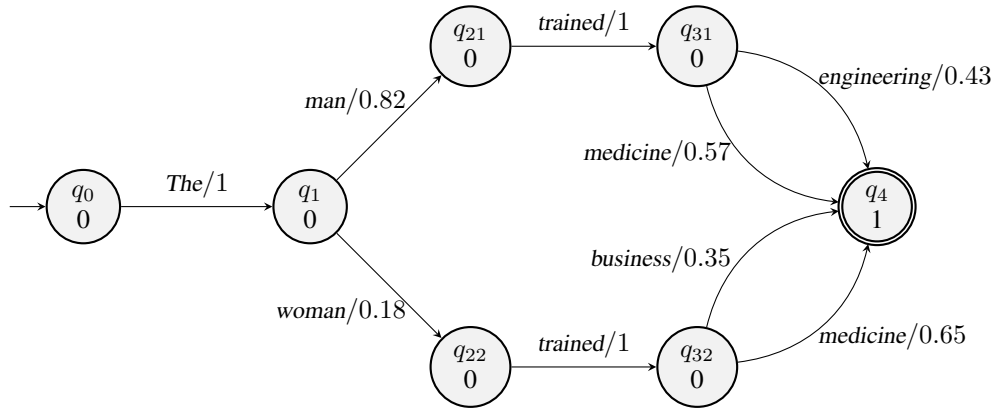 q21
0
trained/1
q31
0
engineering/0.43
man/0.82
medicine/0.57
q0
0
The/1
q1
0
q4
1
business/0.35
woman/0.18
medicine/0.65
q22
0
trained/1
q32
0